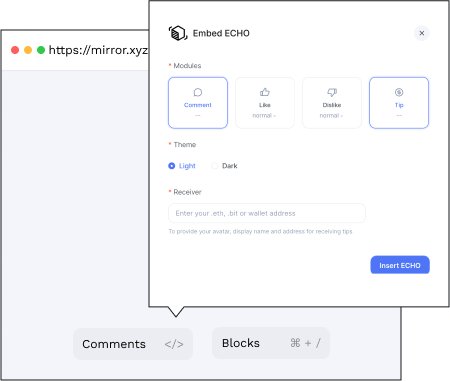 https://mirror.xyz
Embed ECHO
* Modules
Comment
--
Like
normal -
Dislike
normal -
Tip
--
* Theme
Light
Dark
* Receiver
Enter your .eth, .bit or wallet address
To provide your avatar, display name and address for receiving tips
Insert ECHO
Comments </>
Blocks ⌘ + /